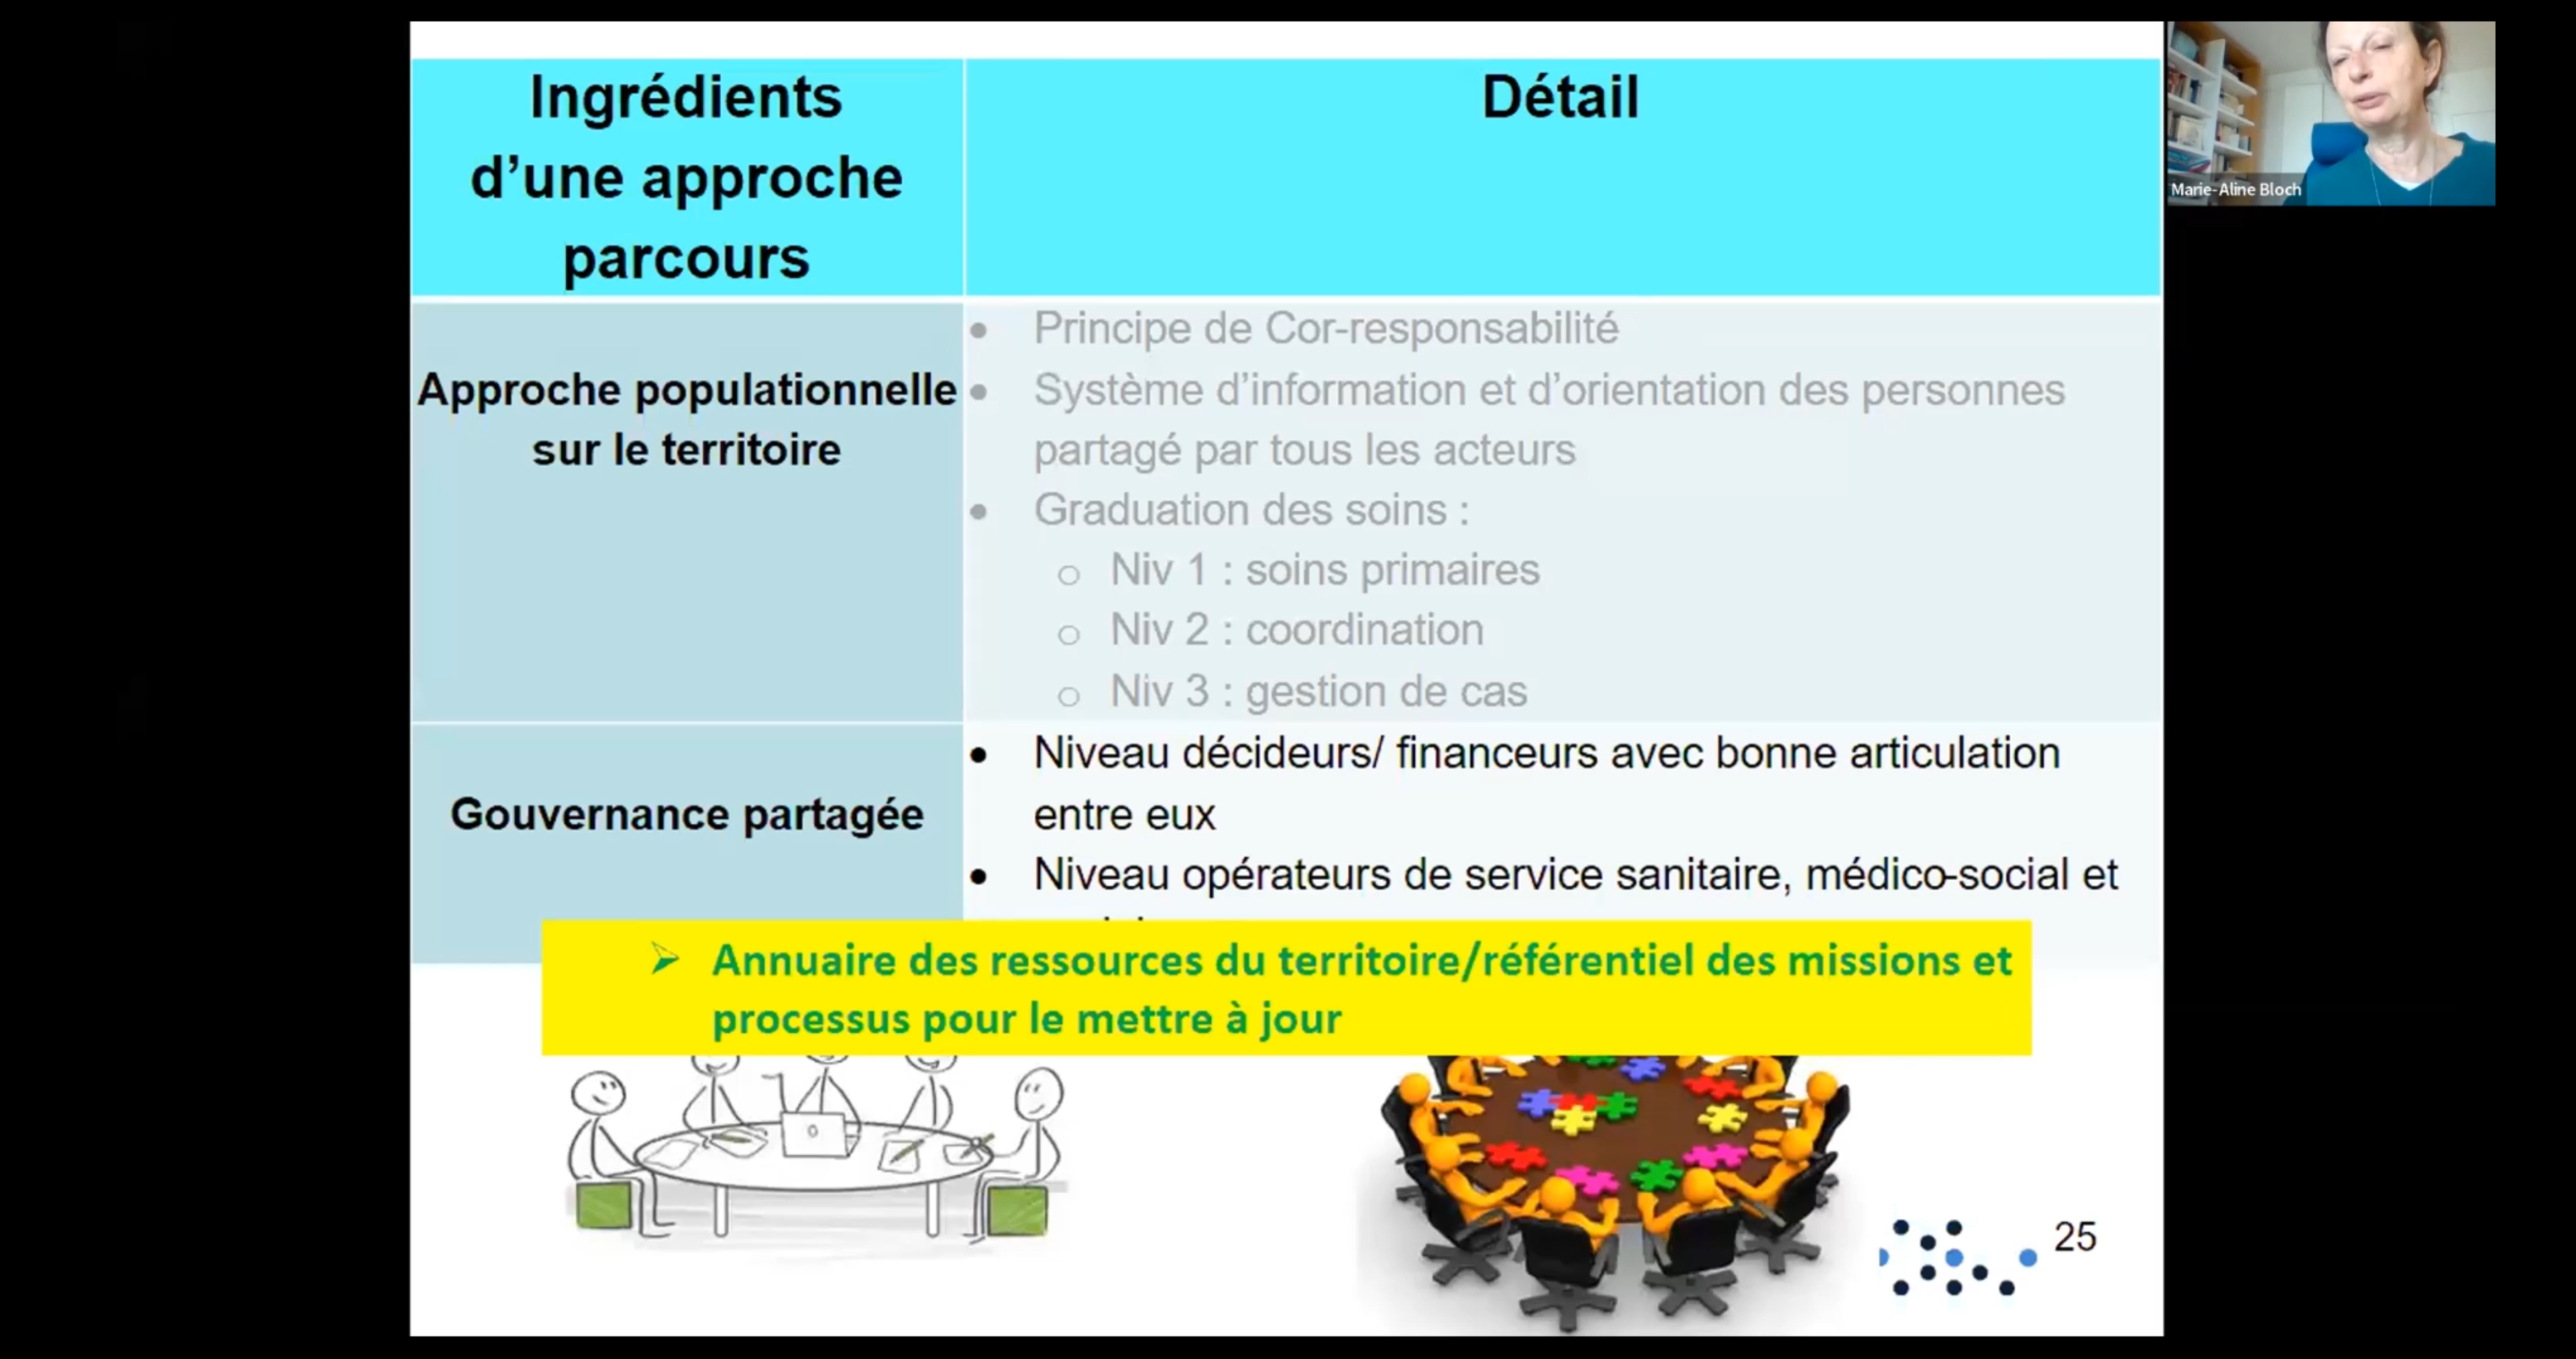 Ingrédients
d’une approche
parcours
Détail
Approche populationnelle
sur le territoire
• Principe de Cor-responsabilité
• Système d’information et d’orientation des personnes
partagé par tous les acteurs
• Graduation des soins :
o Niv 1 : soins primaires
o Niv 2 : coordination
o Niv 3 : gestion de cas
Gouvernance partagée
• Niveau décideurs/ financeurs avec bonne articulation
entre eux
• Niveau opérateurs de service sanitaire, médico-social et
➢ Annuaire des ressources du territoire/référentiel des missions et
processus pour le mettre à jour
25
Marie-Aline Bloch